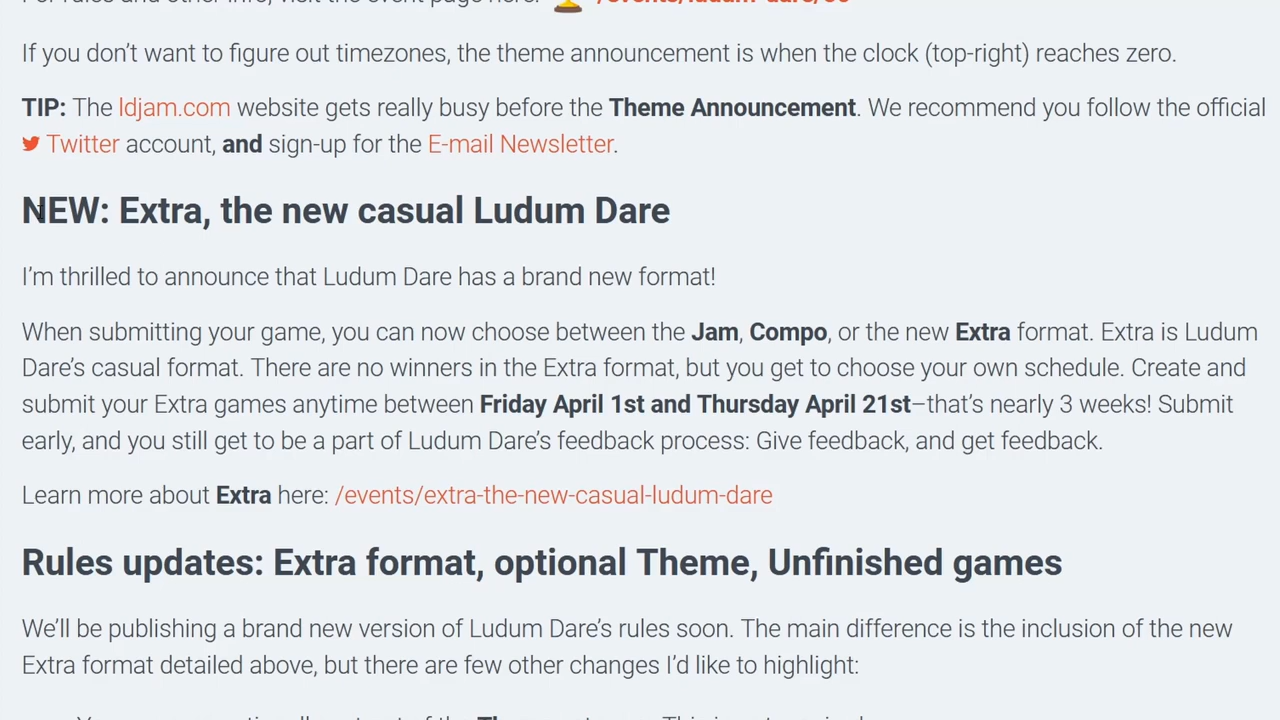 If you don't want to figure out timezones, the theme announcement is when the clock (top-right) reaches zero.
TIP: The ldjam.com website gets really busy before the Theme Announcement. We recommend you follow the official
Twitter account, and sign-up for the E-mail Newsletter.
NEW: Extra, the new casual Ludum Dare
I'm thrilled to announce that Ludum Dare has a brand new format!
When submitting your game, you can now choose between the Jam, Compo, or the new Extra format. Extra is Ludum
Dare's casual format. There are no winners in the Extra format, but you get to choose your own schedule. Create and
submit your Extra games anytime between Friday April 1st and Thursday April 21st–that's nearly 3 weeks! Submit
early, and you still get to be a part of Ludum Dare's feedback process: Give feedback, and get feedback.
Learn more about Extra here: /events/extra-the-new-casual-ludum-dare
Rules updates: Extra format, optional Theme, Unfinished games
We'll be publishing a brand new version of Ludum Dare's rules soon. The main difference is the inclusion of the new
Extra format detailed above, but there are few other changes I'd like to highlight: